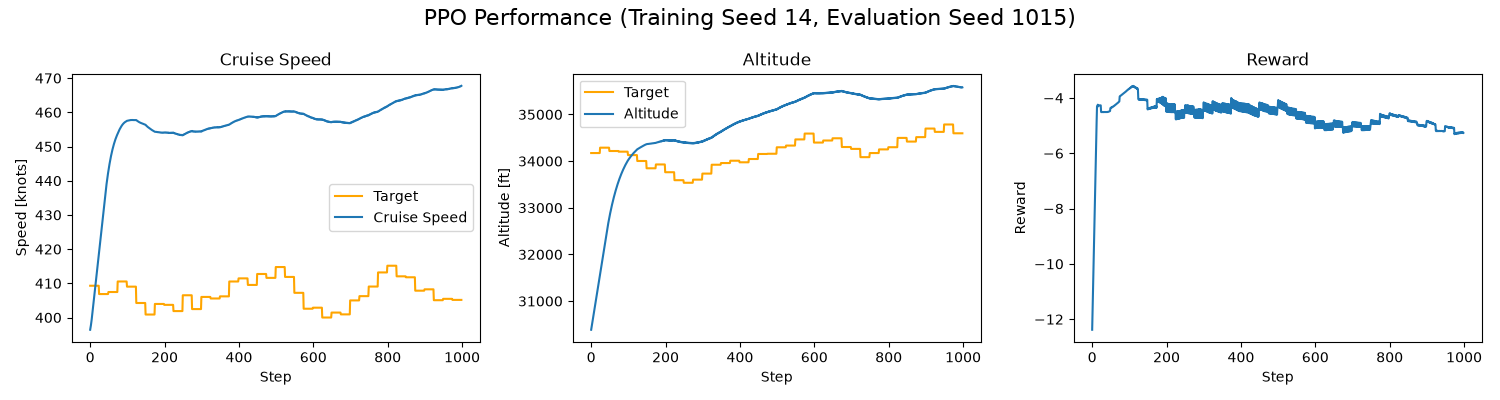 PPO Performance (Training Seed 14, Evaluation Seed 1015)
Cruise Speed
Speed [knots]
470
460
450
440
430
420
410
400
Target
Cruise Speed
0 200 400 600 800 1000
Step
Altitude
Altitude [ft]
35000
34000
33000
32000
31000
Target
Altitude
0 200 400 600 800 1000
Step
Reward
Reward
−4
−6
−8
−10
−12
0 200 400 600 800 1000
Step